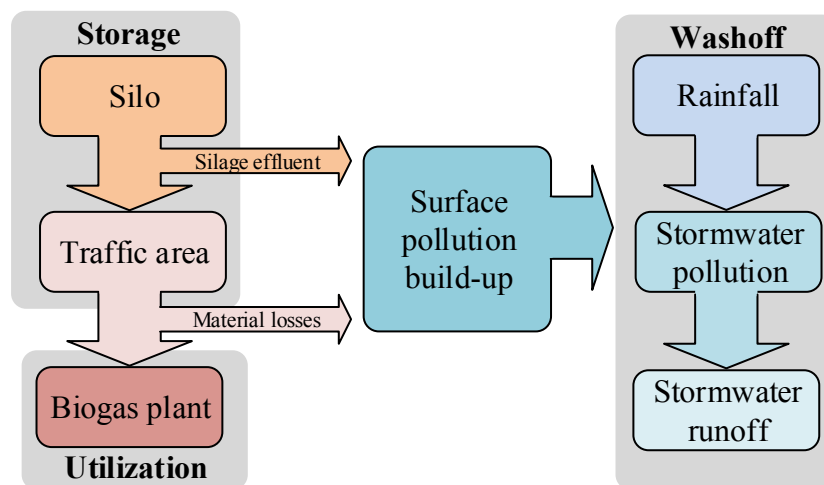 Storage
Silo
Silage effluent
Traffic area
Material losses
Biogas plant
Utilization
Surface
pollution
build-up
Washoff
Rainfall
Stormwater
pollution
Stormwater
runoff